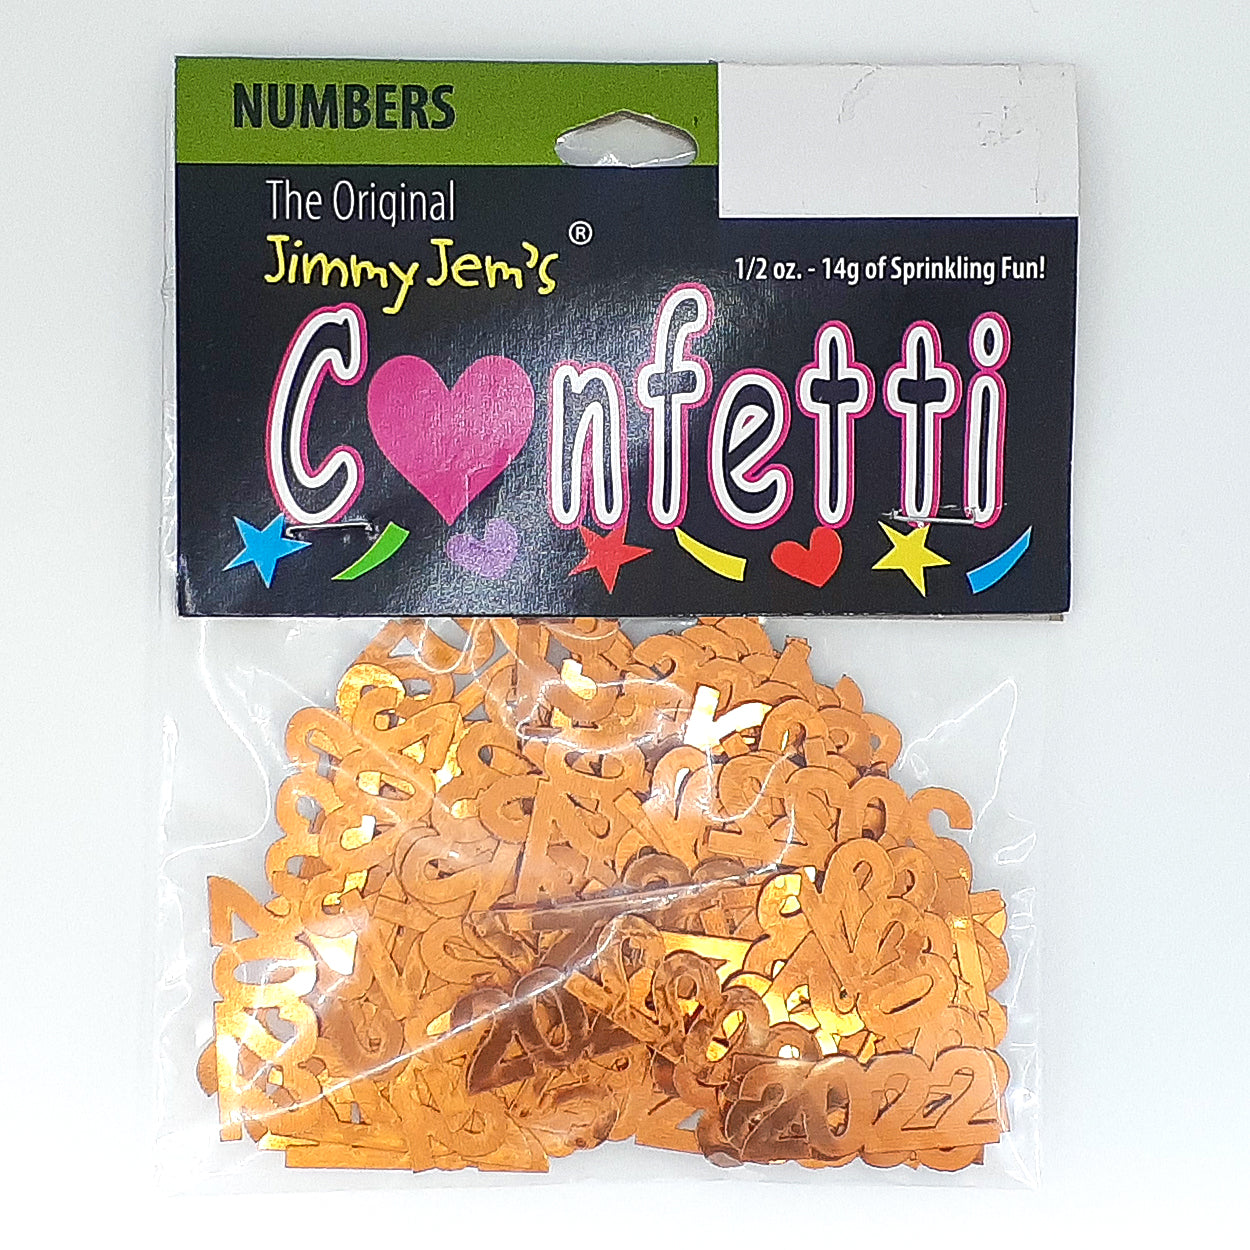 NUMBERS
The Original
Jimmy Jem's®
1/2 oz. - 14g of Sprinkling Fun!
Confetti
2022